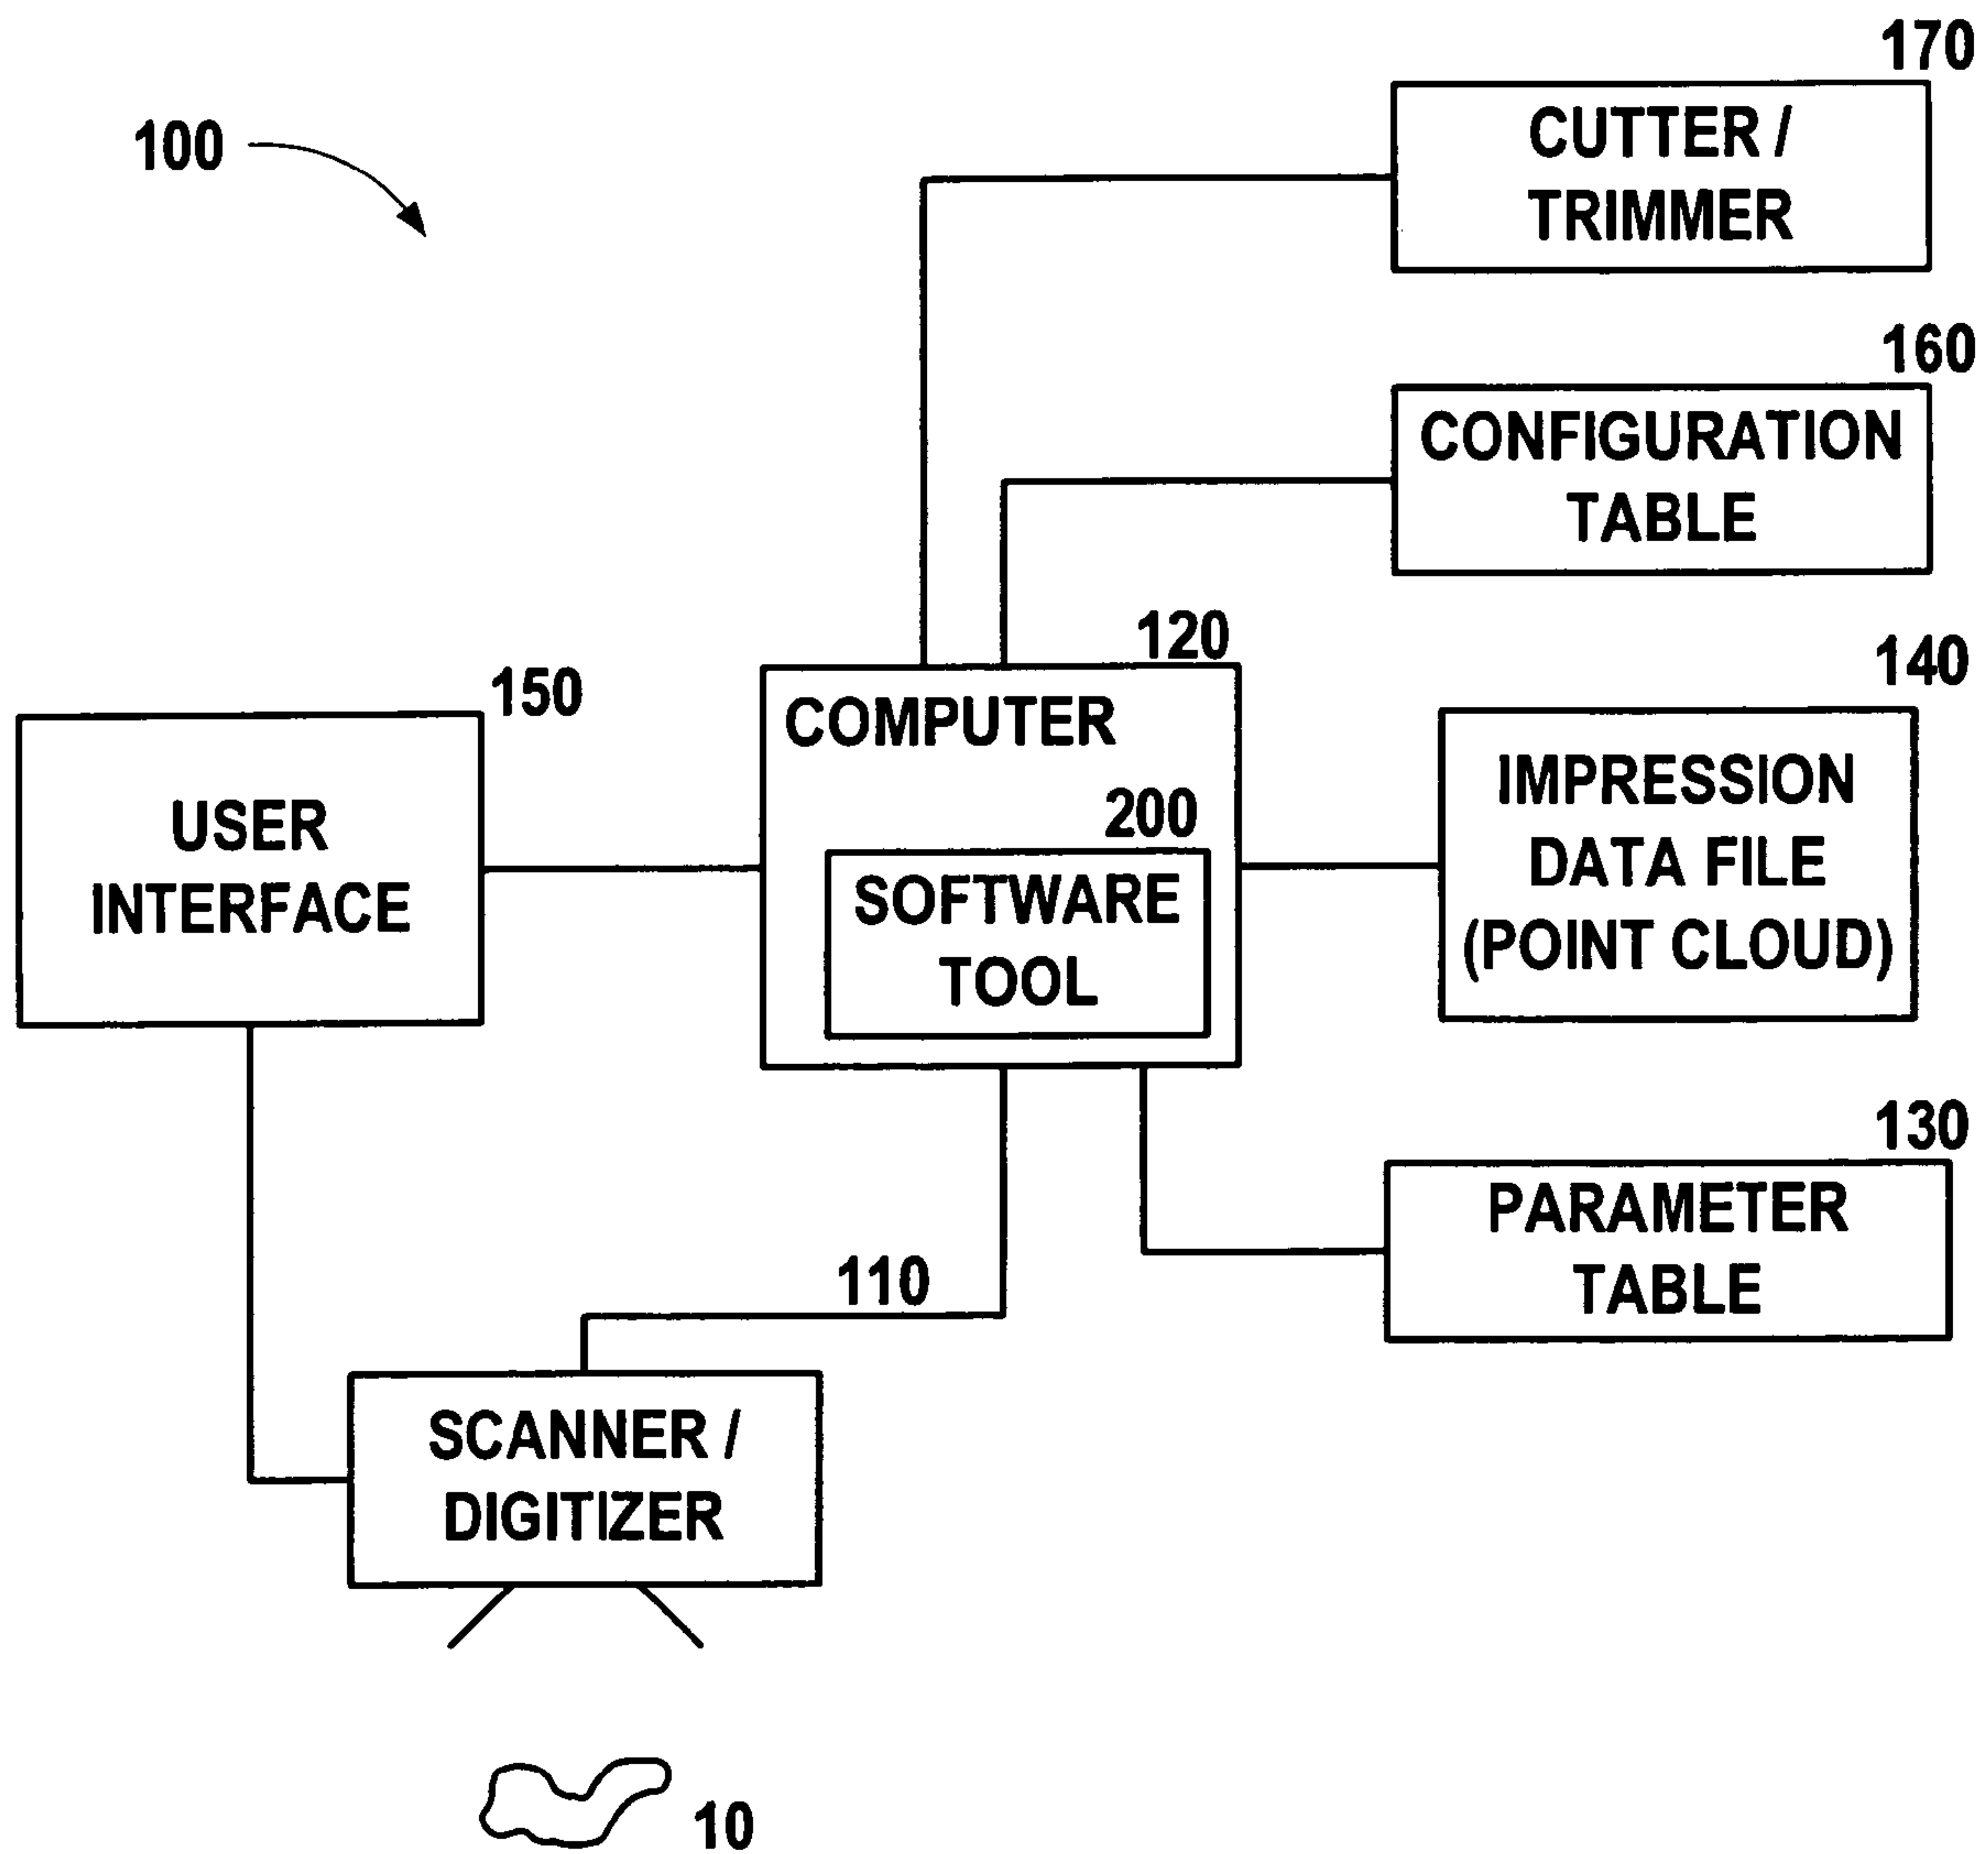 170
CUTTER /
TRIMMER
100
160
CONFIGURATION
TABLE
120
COMPUTER
200
SOFTWARE
TOOL
150
USER
INTERFACE
140
IMPRESSION
DATA FILE
(POINT CLOUD)
130
PARAMETER
TABLE
110
SCANNER /
DIGITIZER
10